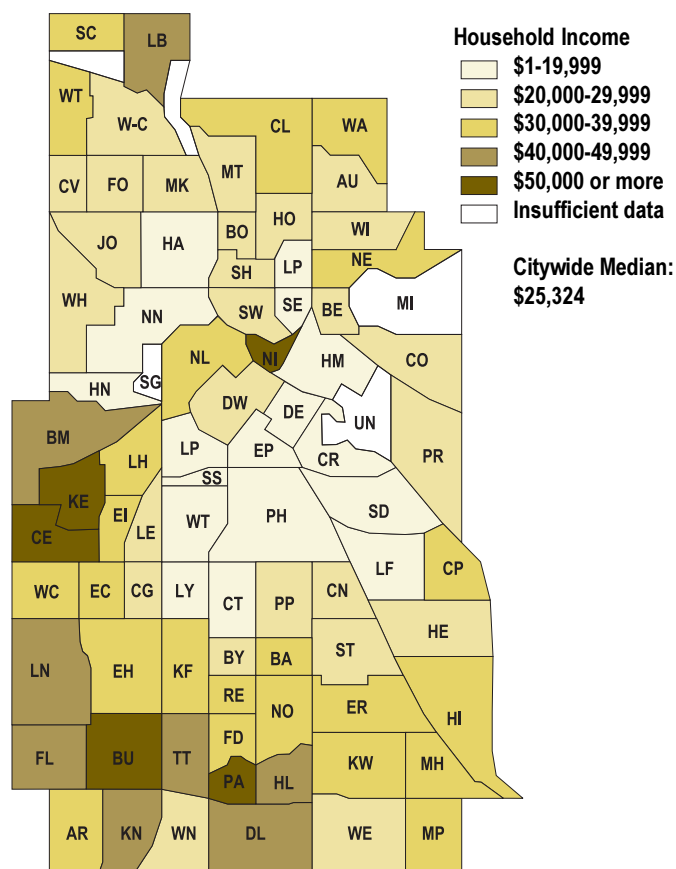 SC
LB
Household Income
$1-19,999
$20,000-29,999
$30,000-39,999
$40,000-49,999
$50,000 or more
Insufficient data
Citywide Median:
$25,324
WT
W-C
CL
WA
CV
FO
MK
MT
AU
JO
HA
BO
HO
WI
WH
SH
LP
NE
NN
SW
SE
BE
MI
HN
SG
NL
NI
HM
CO
BM
DW
DE
UN
LH
LP
EP
CR
PR
KE
SS
CE
EI
LE
WT
PH
SD
WC
EC
CG
LY
CT
PP
CN
LF
CP
LN
EH
KF
BY
BA
ST
HE
RE
NO
ER
HI
FL
BU
TT
FD
PA
HL
KW
MH
AR
KN
WN
DL
WE
MP